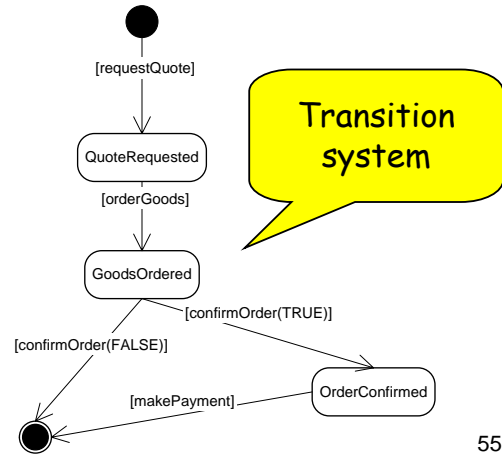 [requestQuote]
Transition
system
QuoteRequested
[orderGoods]
GoodsOrdered
[confirmOrder(TRUE)]
[confirmOrder(FALSE)]
OrderConfirmed
[makePayment]
55